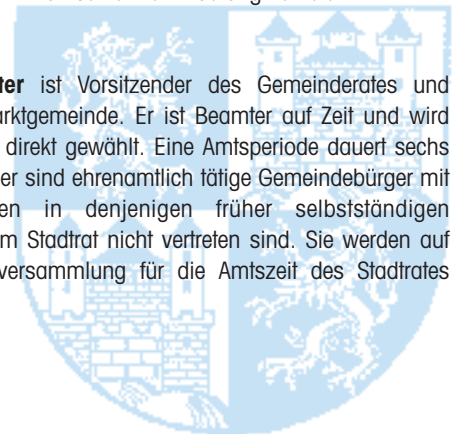 ter ist Vorsitzender des Gemeinderates und
arktgemeinde. Er ist Beamter auf Zeit und wird
direkt gewählt. Eine Amtsperiode dauert sechs
er sind ehrenamtlich tätige Gemeindebürger mit
en in denjenigen früher selbstständigen
m Stadtrat nicht vertreten sind. Sie werden auf
versammlung für die Amtszeit des Stadtrates